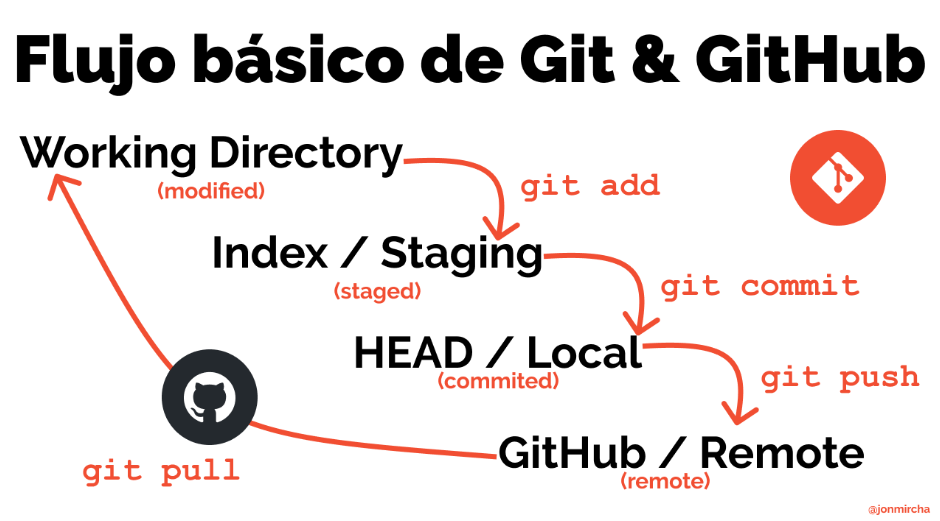 Flujo básico de Git & GitHub
Working Directory
(modified)
git add
Index / Staging
(staged)
git commit
HEAD / Local
(commited)
git push
GitHub / Remote
(remote)
git pull
@jonmircha